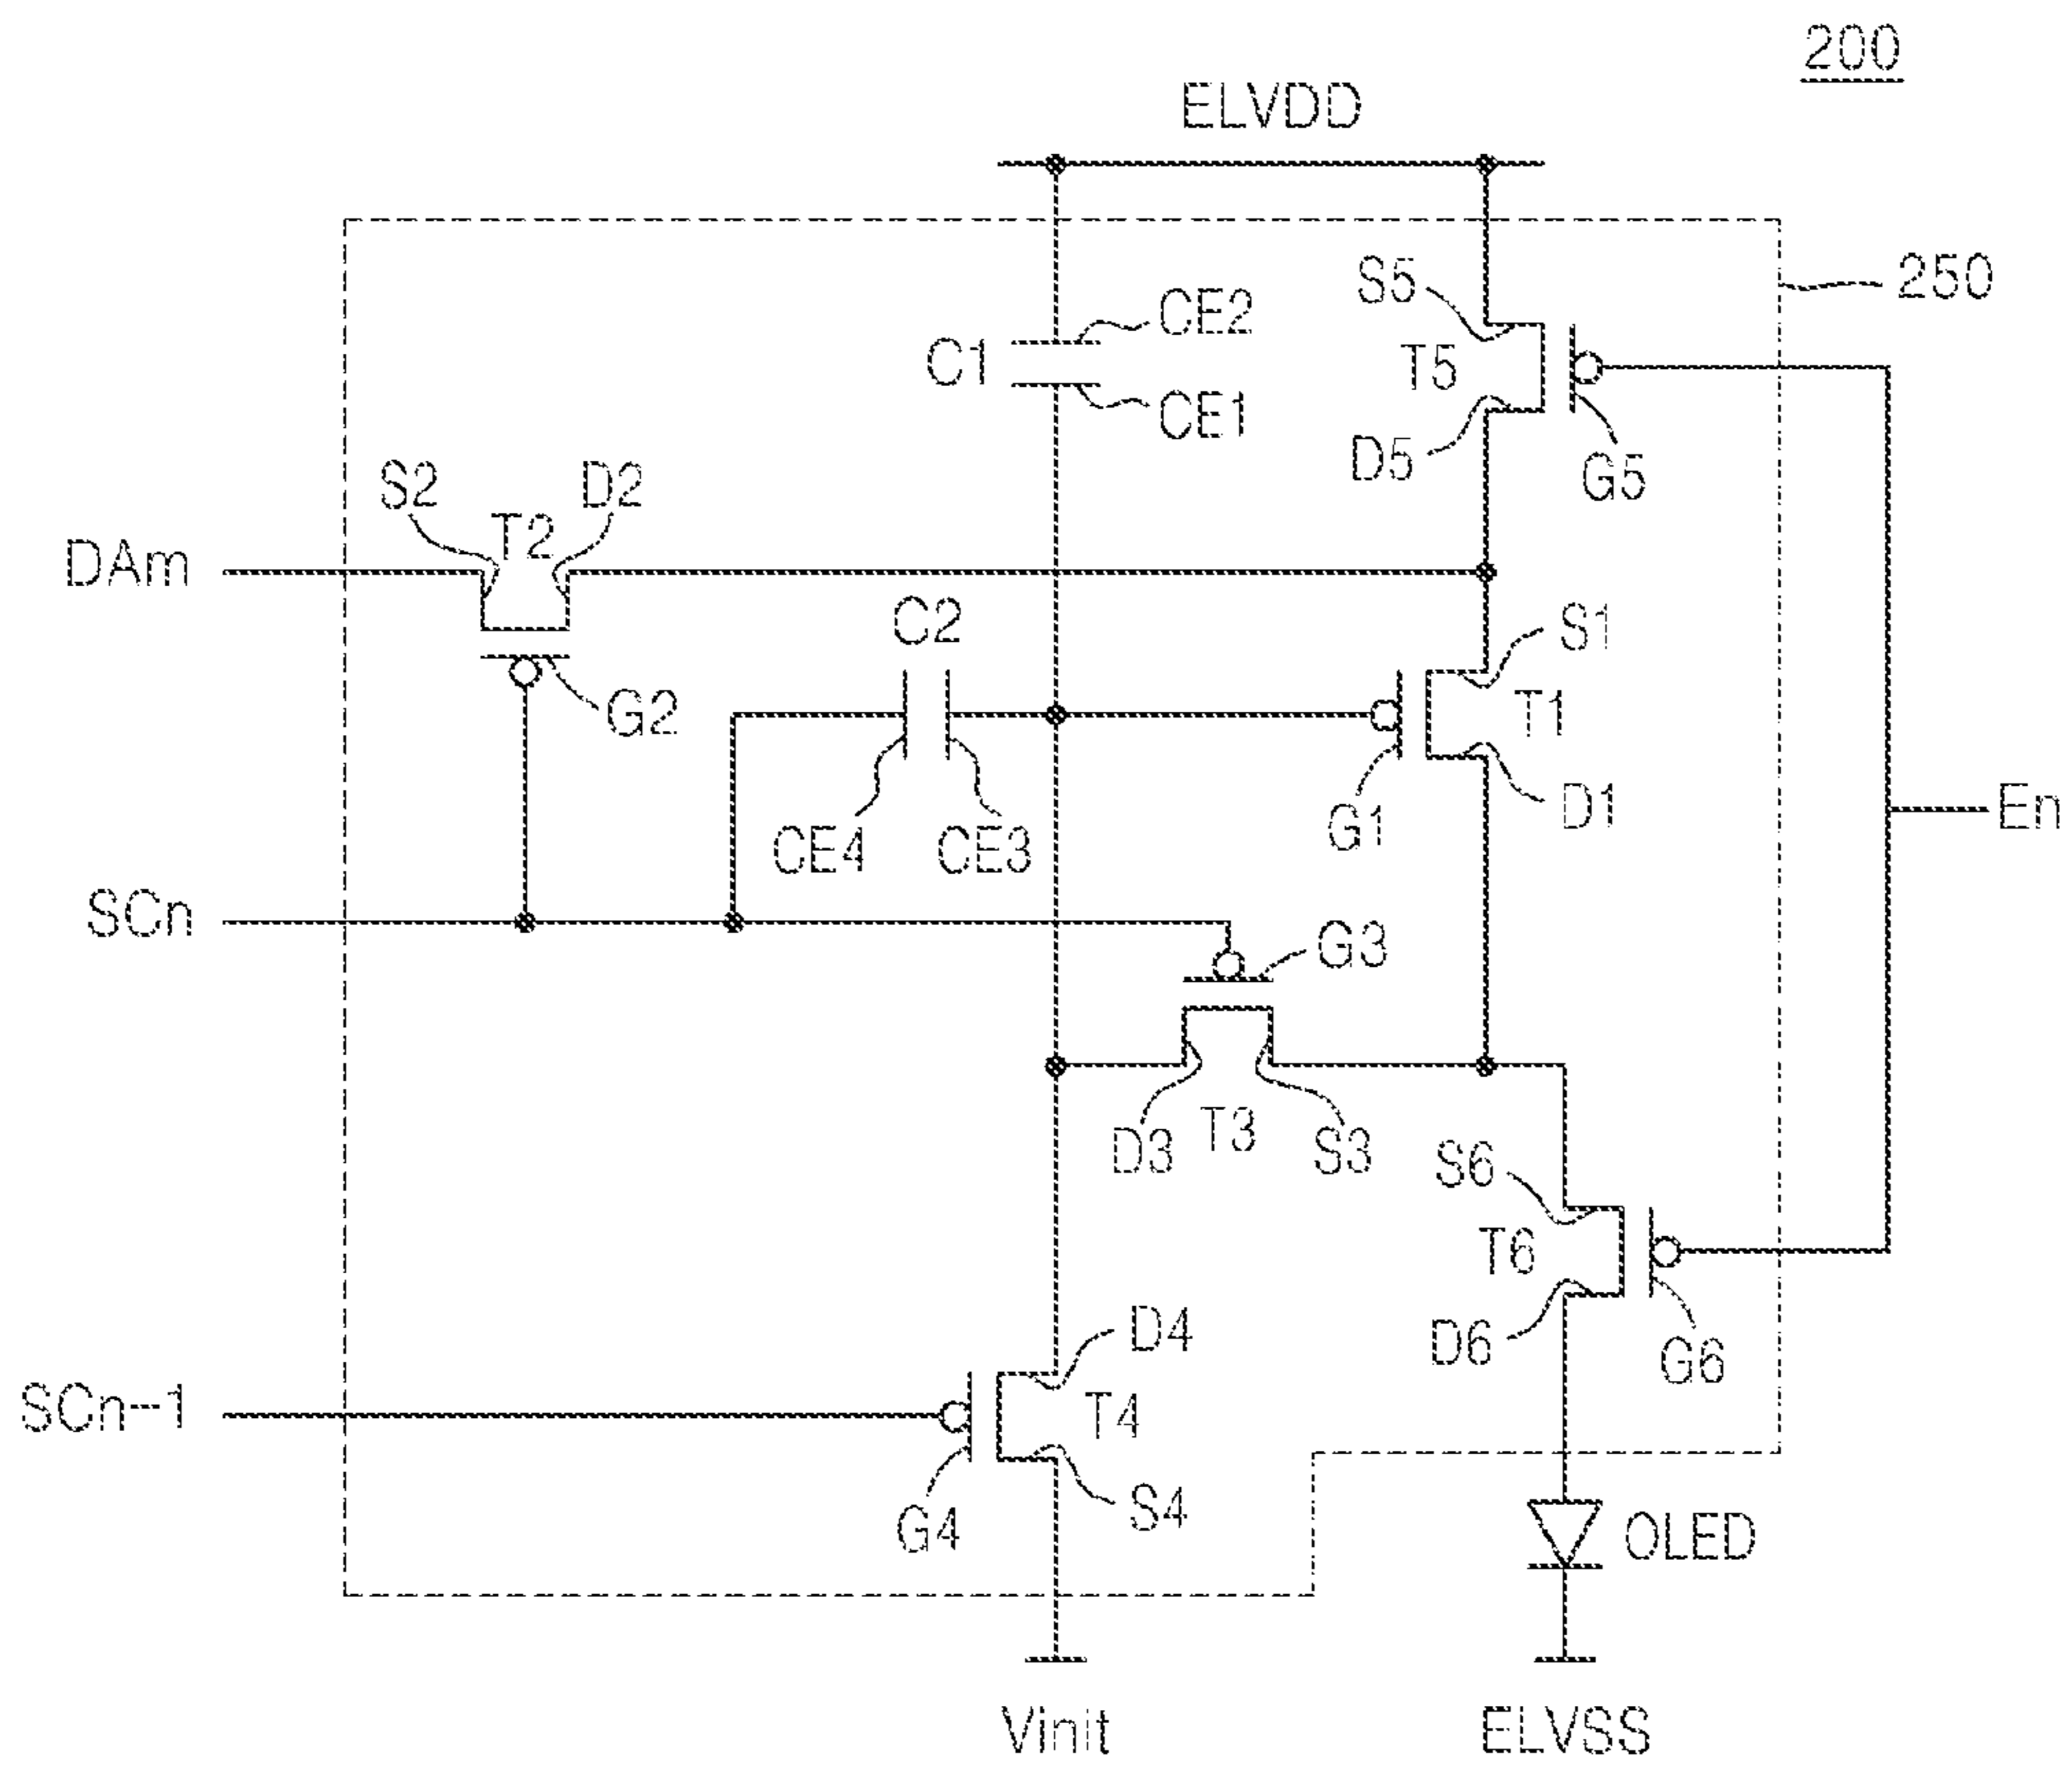 200
ELVDD
250
S5
CE2
C1
T5
CE1
D5
G5
S2
T2
D2
DAm
C2
S1
G2
T1
G1
D1
En
CE4
CE3
SCn
G3
D3
T3
S3
S6
T6
D6
G6
D4
SCn-1
T4
G4
S4
OLED
Vinit
ELVSS